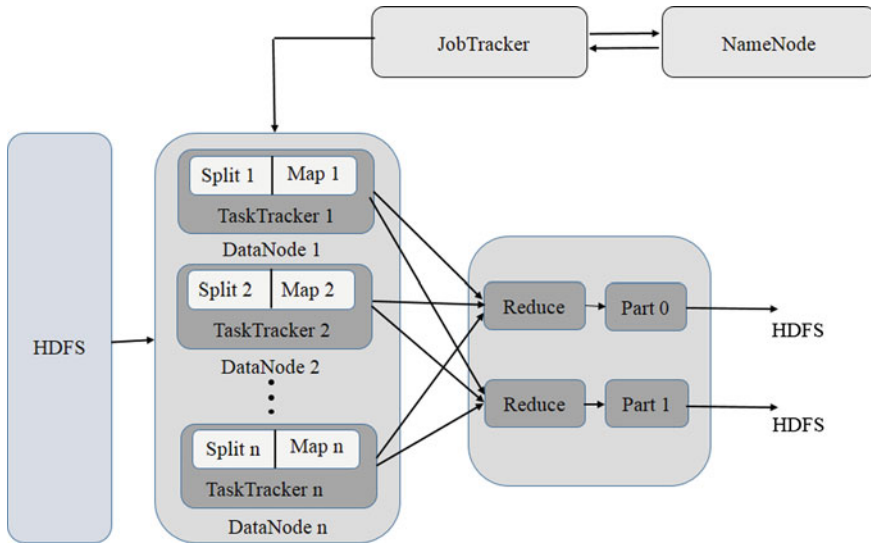 JobTracker
NameNode
HDFS
Split 1
Map 1
TaskTracker 1
DataNode 1
Split 2
Map 2
TaskTracker 2
DataNode 2
Split n
Map n
TaskTracker n
DataNode n
Reduce
Part 0
HDFS
Reduce
Part 1
HDFS